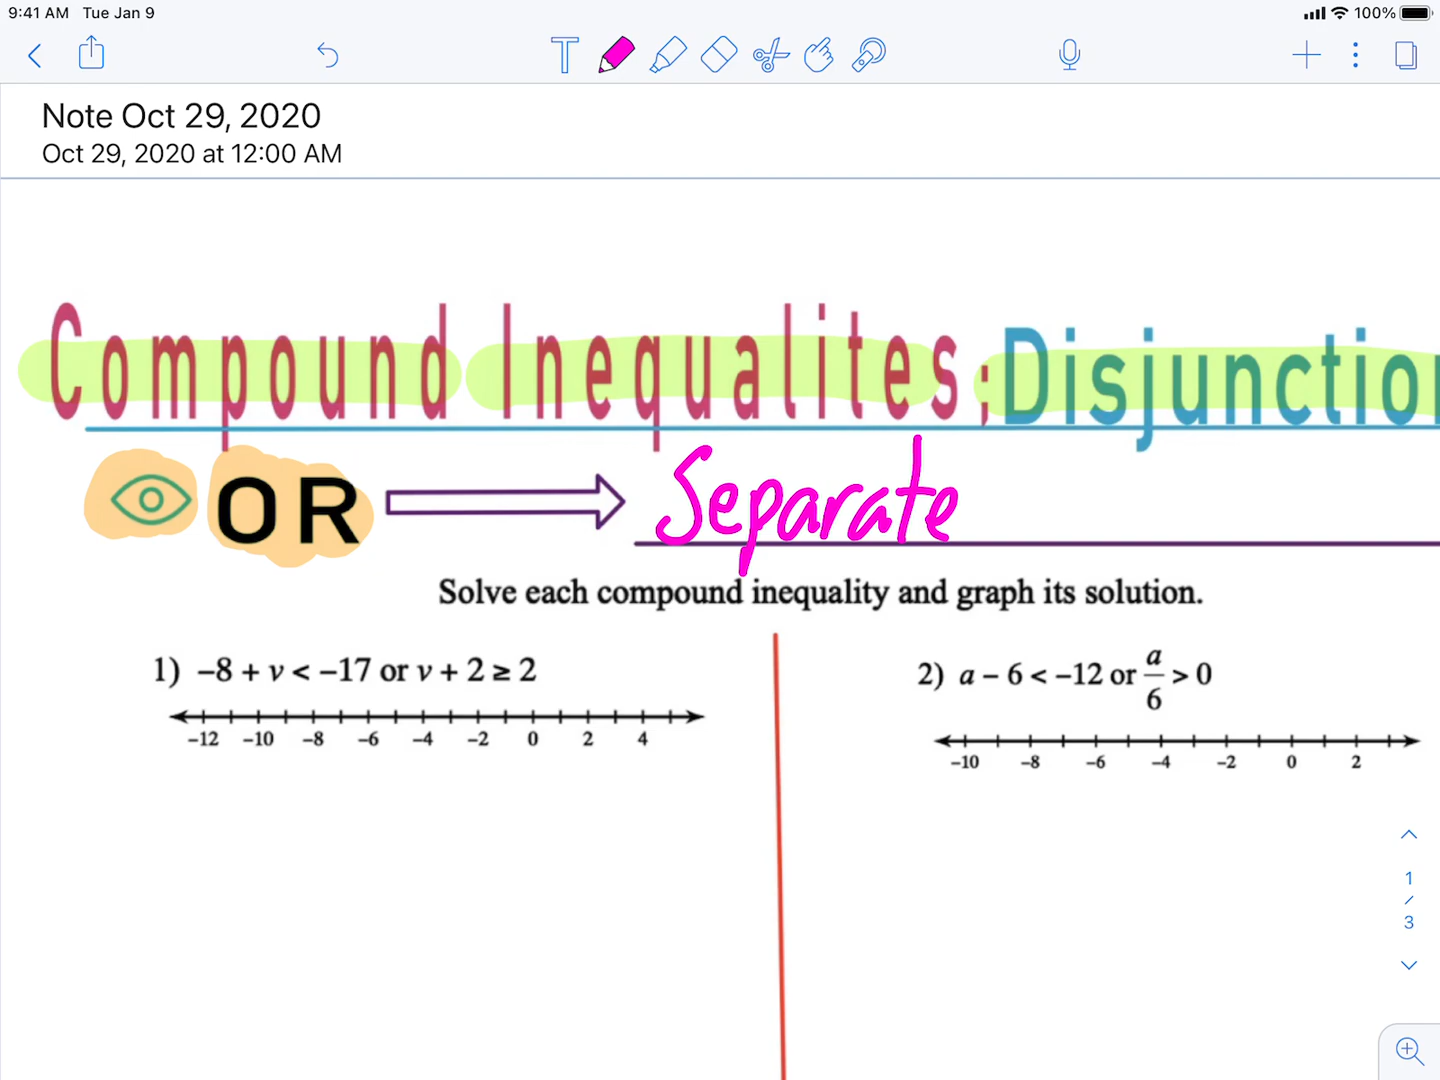 9:41 AM Tue Jan 9 100%
T
Note Oct 29, 2020
Oct 29, 2020 at 12:00 AM
Compound Inequalites: Disjunctio
OR Separate
Solve each compound inequality and graph its solution.
1) −8 + v < −17 or v + 2 ≥ 2
−12 −10 −8 −6 −4 −2 0 2 4
2) a − 6 < −12 or a/6 > 0
−10 −8 −6 −4 −2 0 2
1
/
3